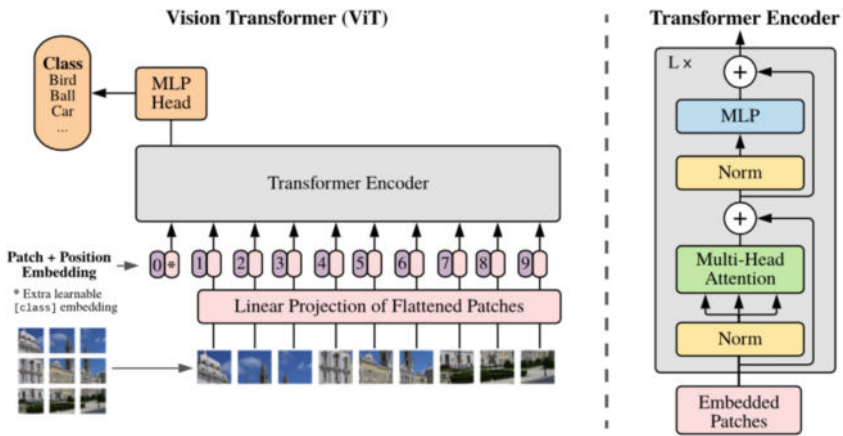 Vision Transformer (ViT)
Class
Bird
Ball
Car
...
MLP
Head
Transformer Encoder
Patch + Position
Embedding
0 * 1 2 3 4 5 6 7 8 9
* Extra learnable
[class] embedding
Linear Projection of Flattened Patches
Transformer Encoder
L ×
+
MLP
Norm
+
Multi-Head
Attention
Norm
Embedded
Patches